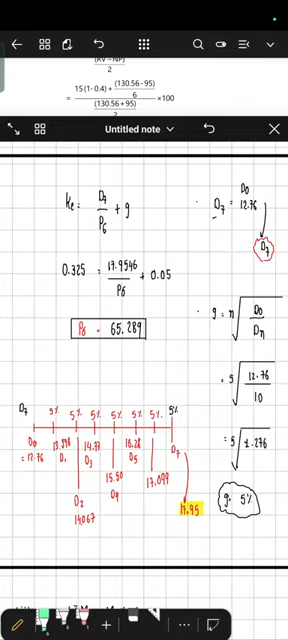 (RV-NP)
2
= 15(1-0.4)+ (130.56-95)
6
(130.56+95) ×100
2
Untitled note
Ke = D7 + g
P6
0.325 = 17.9546 + 0.05
P6
P6 = 65.289
D7 = D0
12.76
D7
g = n√ D0
Dn
= 5√ 12.76
10
= 5√ 1.276
g: 5%
D7 5% 5% 5% 5% 5% 5% 5%
D0 13.398 14.77 16.28 D7
= 12.76 D1 D3 D5 17.099
15.50
D2 D4
14.067
17.95